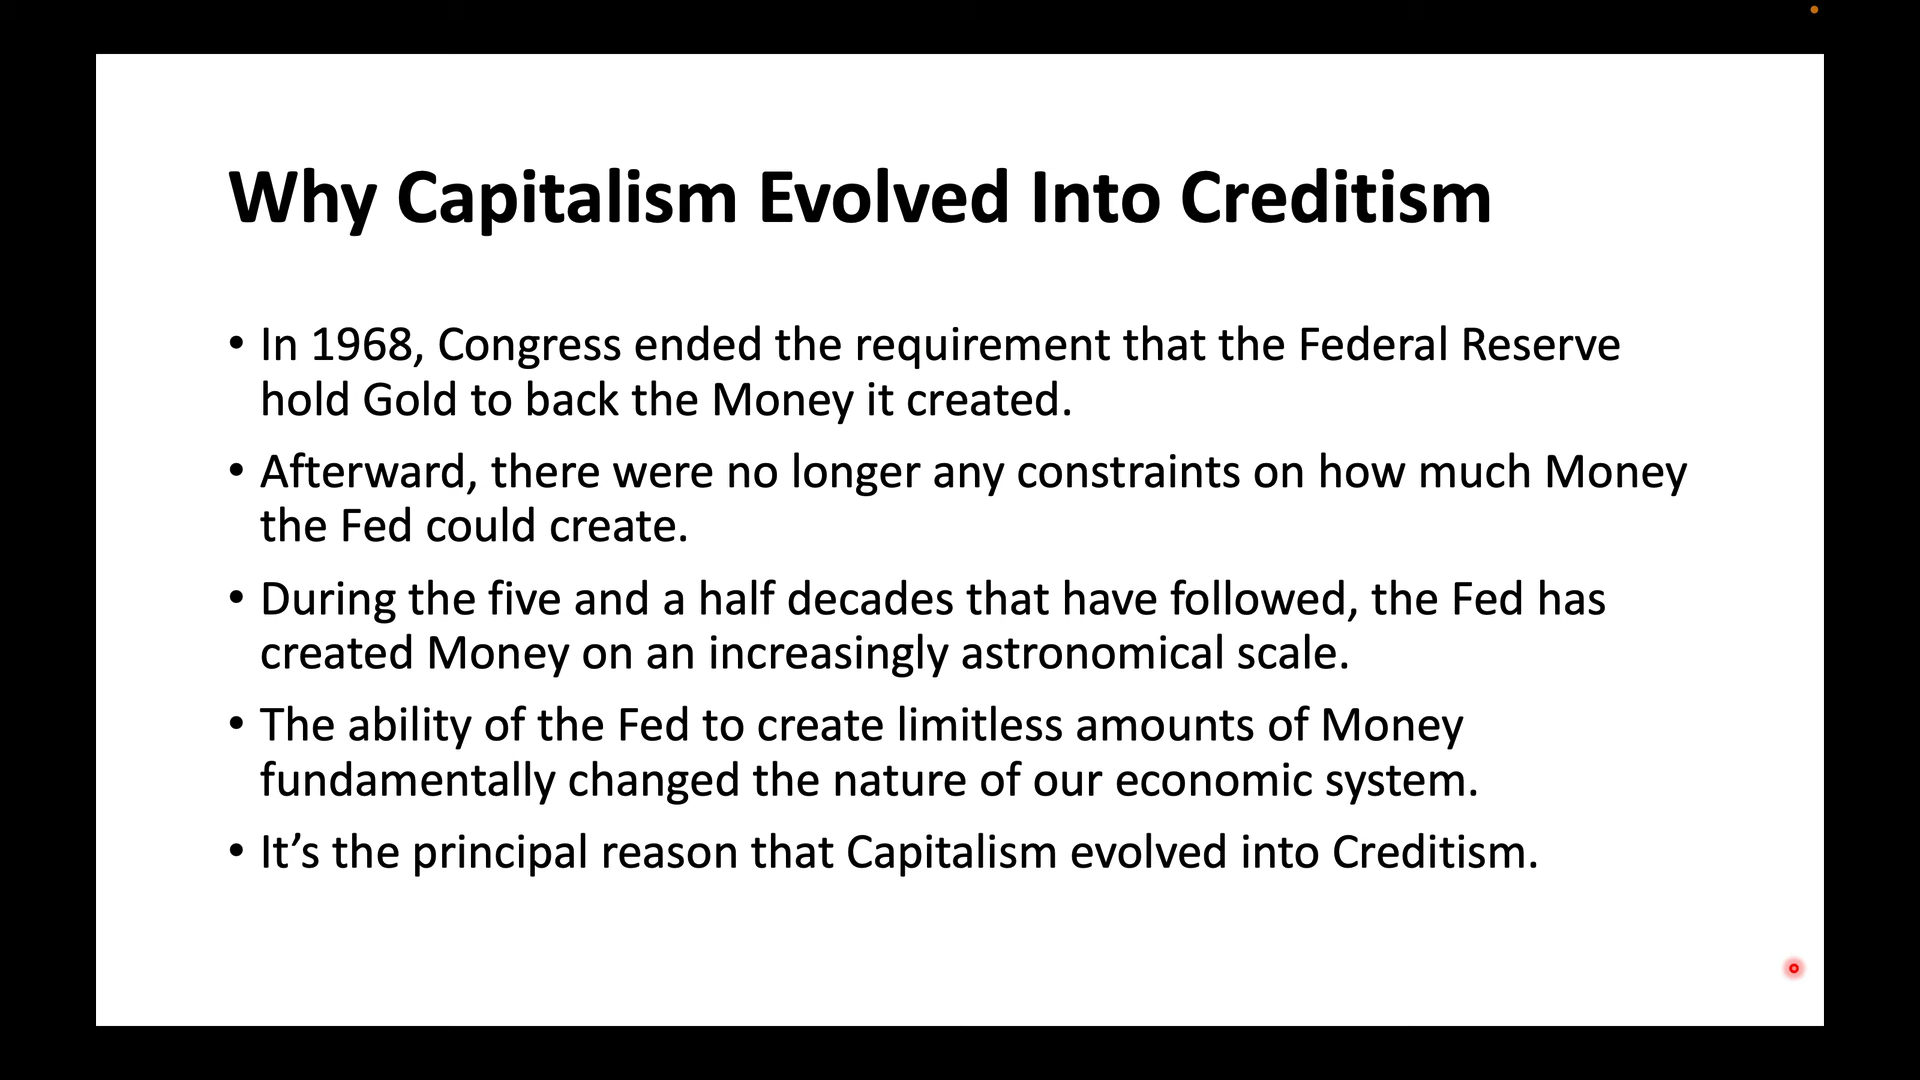 Why Capitalism Evolved Into Creditism
• In 1968, Congress ended the requirement that the Federal Reserve
hold Gold to back the Money it created.
• Afterward, there were no longer any constraints on how much Money
the Fed could create.
• During the five and a half decades that have followed, the Fed has
created Money on an increasingly astronomical scale.
• The ability of the Fed to create limitless amounts of Money
fundamentally changed the nature of our economic system.
• It’s the principal reason that Capitalism evolved into Creditism.